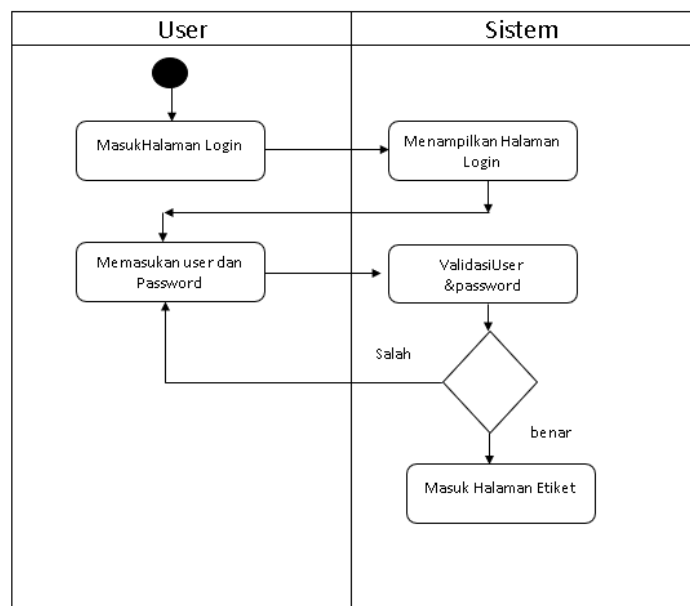 User
Sistem
MasukHalaman Login
Menampilkan Halaman
Login
Memasukan user dan
Password
ValidasiUser
&password
Salah
benar
Masuk Halaman Etiket